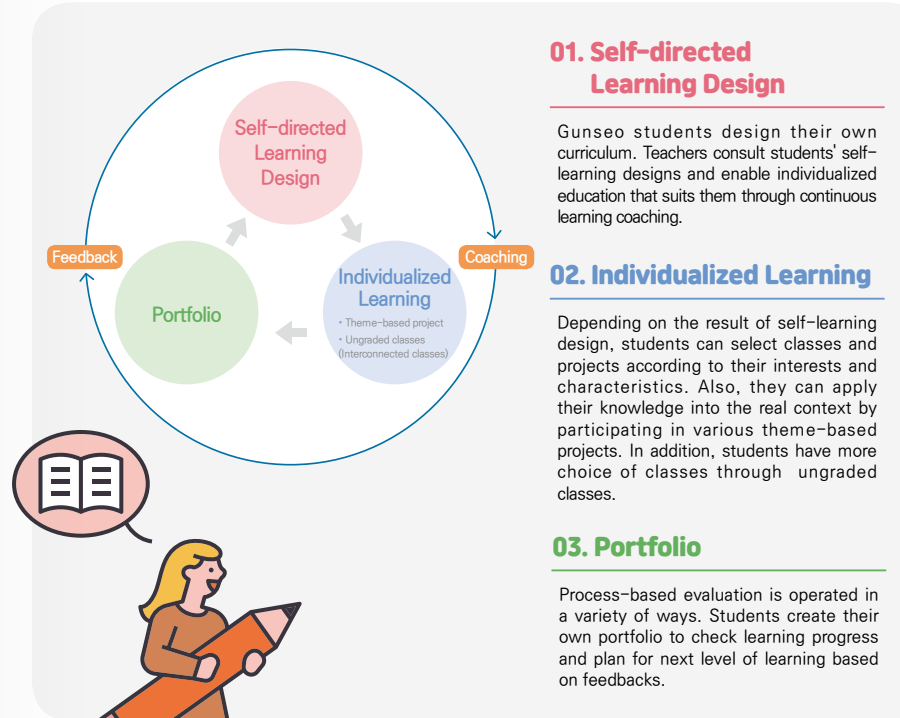 Self-directed
Learning
Design
Feedback
Coaching
Individualized
Learning
• Theme-based project
• Ungraded classes
(Interconnected classes)
Portfolio
01. Self-directed
Learning Design
Gunseo students design their own
curriculum. Teachers consult students' self-
learning designs and enable individualized
education that suits them through continuous
learning coaching.
02. Individualized Learning
Depending on the result of self-learning
design, students can select classes and
projects according to their interests and
characteristics. Also, they can apply
their knowledge into the real context by
participating in various theme-based
projects. In addition, students have more
choice of classes through ungraded
classes.
03. Portfolio
Process-based evaluation is operated in
a variety of ways. Students create their
own portfolio to check learning progress
and plan for next level of learning based
on feedbacks.